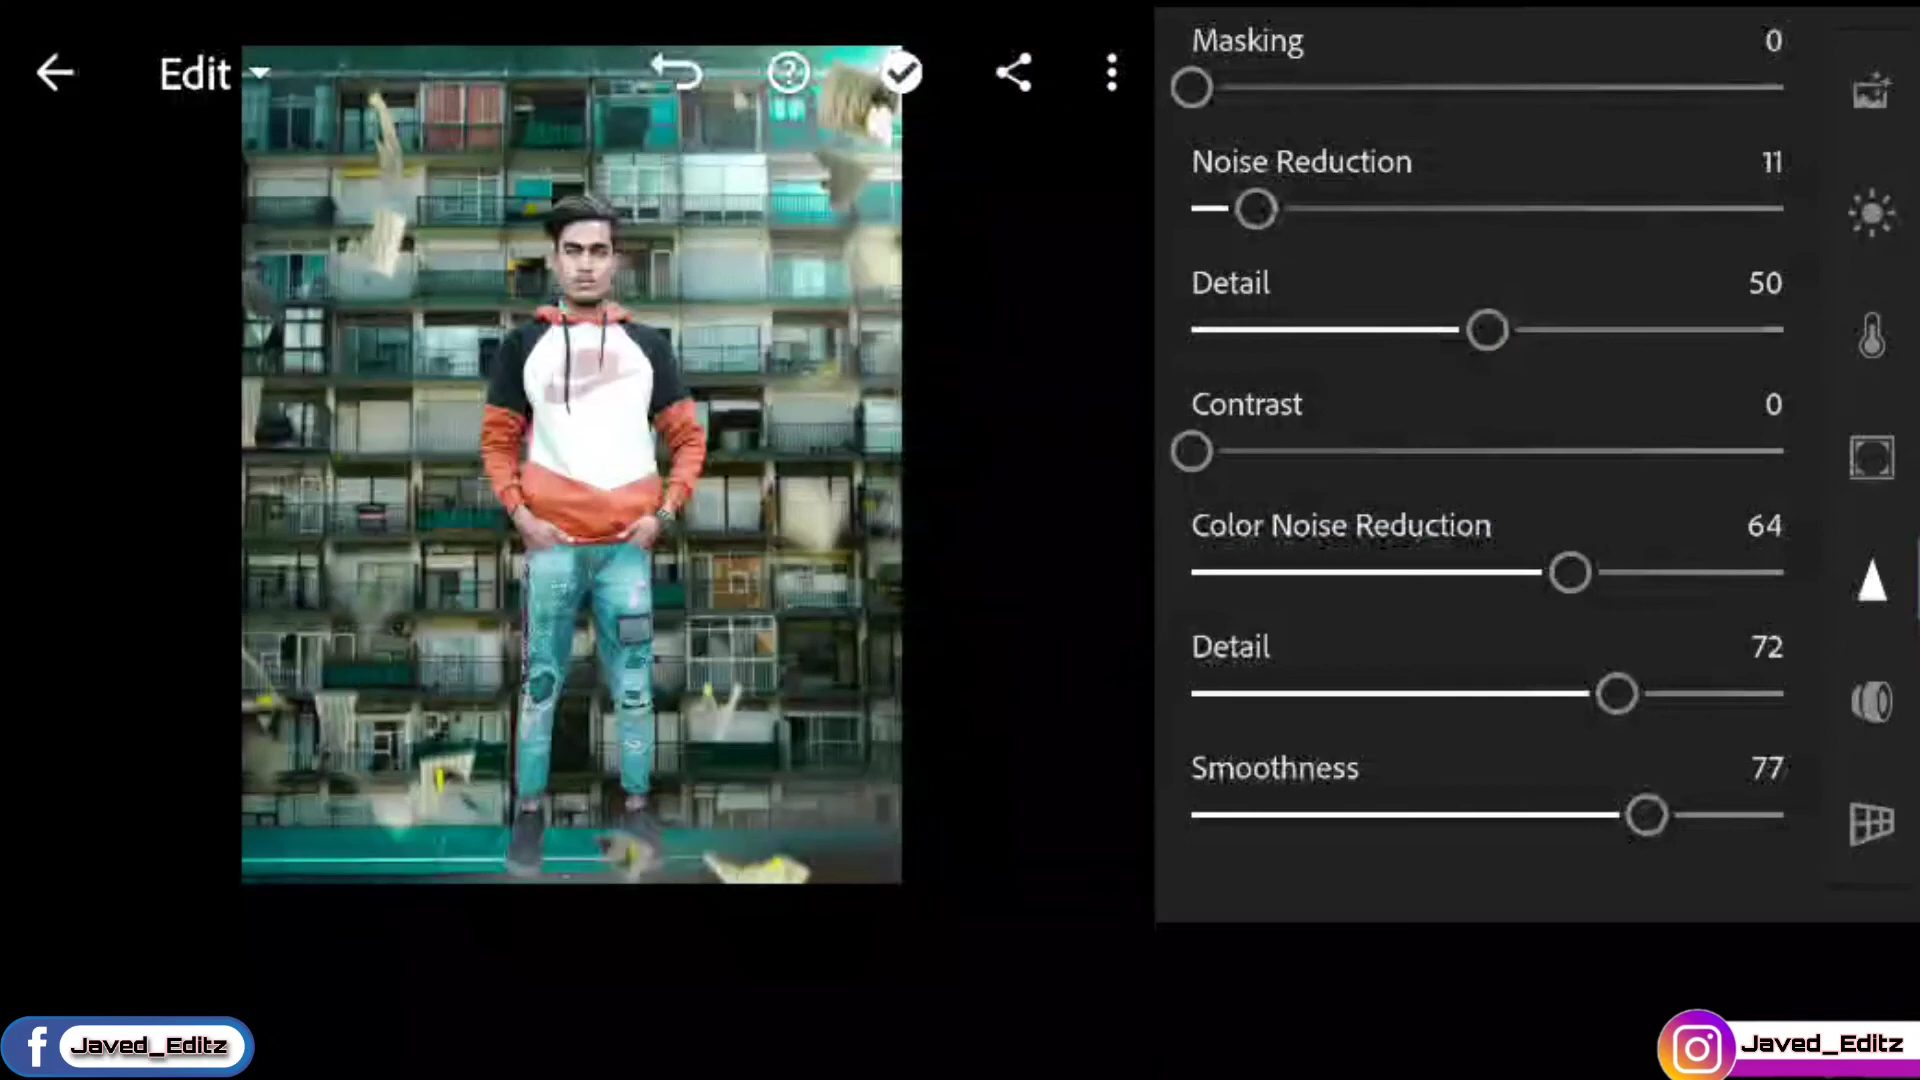 Edit
Masking 0
Noise Reduction 11
Detail 50
Contrast 0
Color Noise Reduction 64
Detail 72
Smoothness 77
f Javed_Editz
Javed_Editz